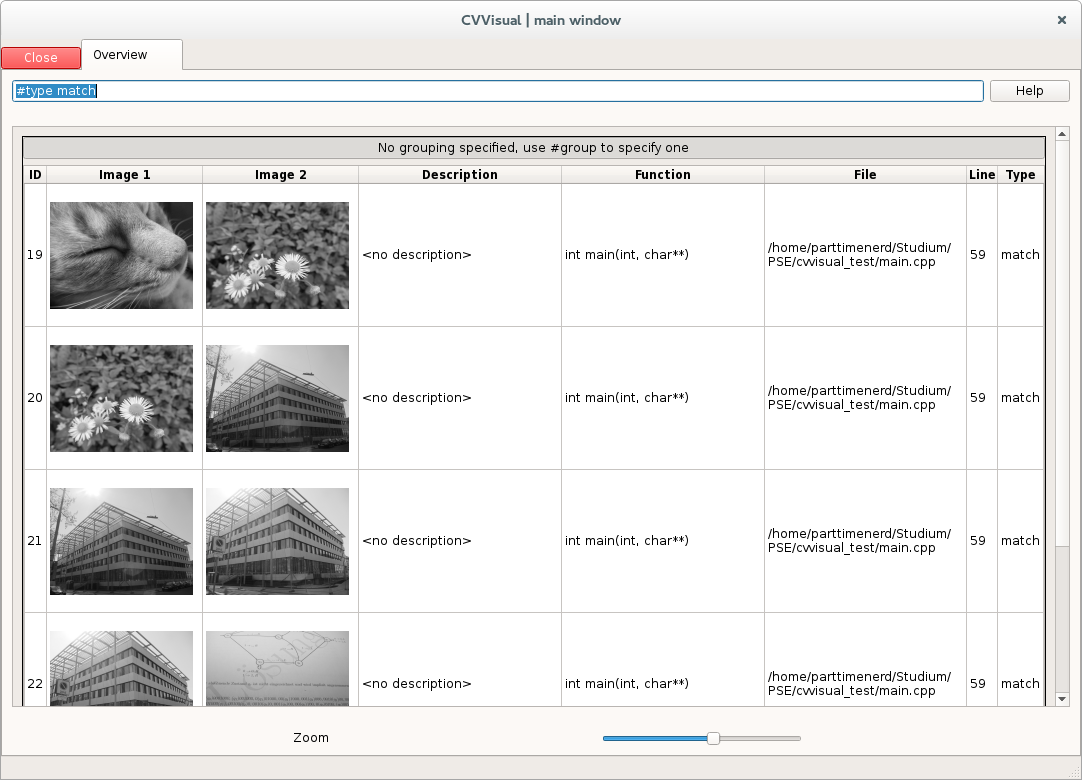 CVVisual | main window
Close
Overview
#type match
Help
No grouping specified, use #group to specify one
ID Image 1 Image 2 Description Function File Line Type
19 <no description> int main(int, char**) /home/parttimenerd/Studium/
PSE/cvvisual_test/main.cpp 59 match
20 <no description> int main(int, char**) /home/parttimenerd/Studium/
PSE/cvvisual_test/main.cpp 59 match
21 <no description> int main(int, char**) /home/parttimenerd/Studium/
PSE/cvvisual_test/main.cpp 59 match
22 <no description> int main(int, char**) /home/parttimenerd/Studium/
PSE/cvvisual_test/main.cpp 59 match
Zoom